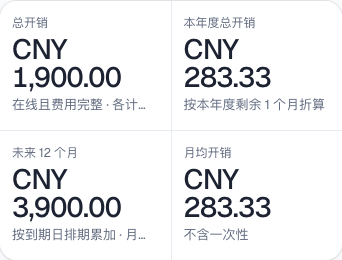 总开销
CNY
1,900.00
在线且费用完整 · 各计...
本年度总开销
CNY
283.33
按本年度剩余 1 个月折算
未来 12 个月
CNY
3,900.00
按到期日排期累加 · 月...
月均开销
CNY
283.33
不含一次性